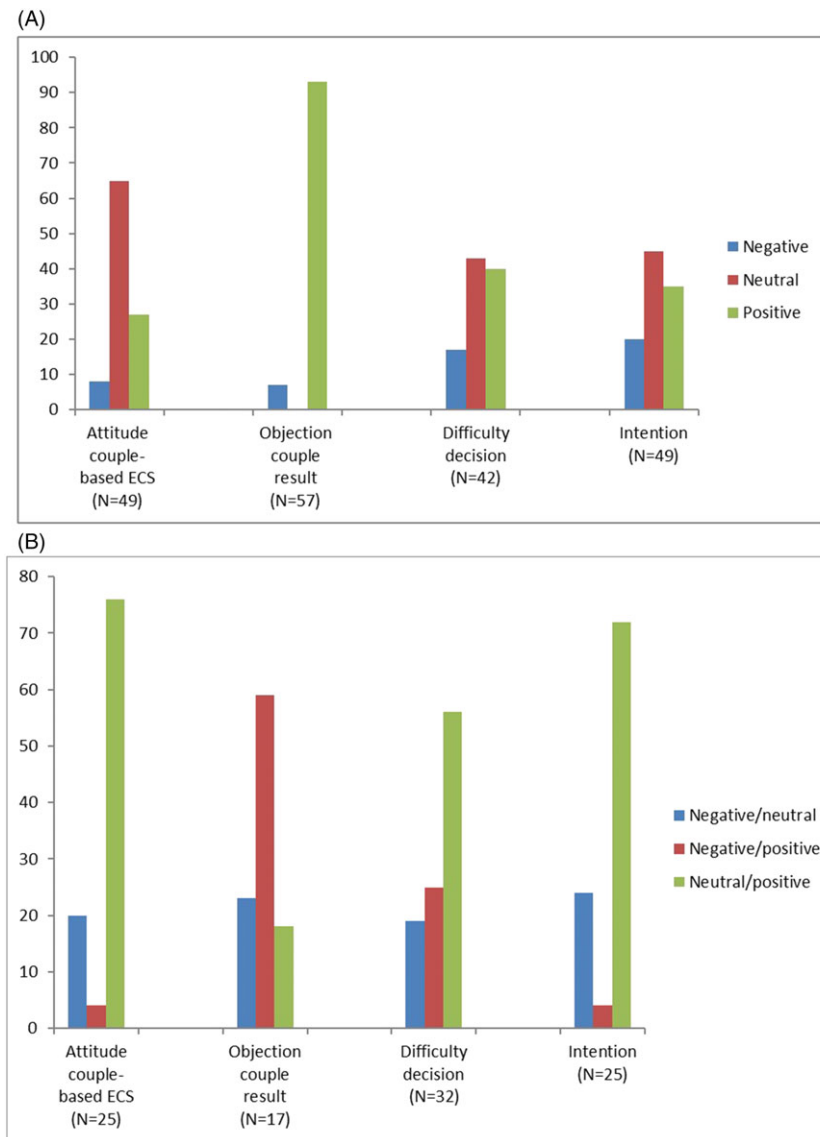 (A)
100
90
80
70
60
50
40
30
20
10
0
Attitude
couple-
based ECS
(N=49)
Objection
couple
result
(N=57)
Difficulty
decision
(N=42)
Intention
(N=49)
Negative
Neutral
Positive
(B)
80
70
60
50
40
30
20
10
0
Attitude
couple-
based ECS
(N=25)
Objection
couple
result
(N=17)
Difficulty
decision
(N=32)
Intention
(N=25)
Negative/neutral
Negative/positive
Neutral/positive